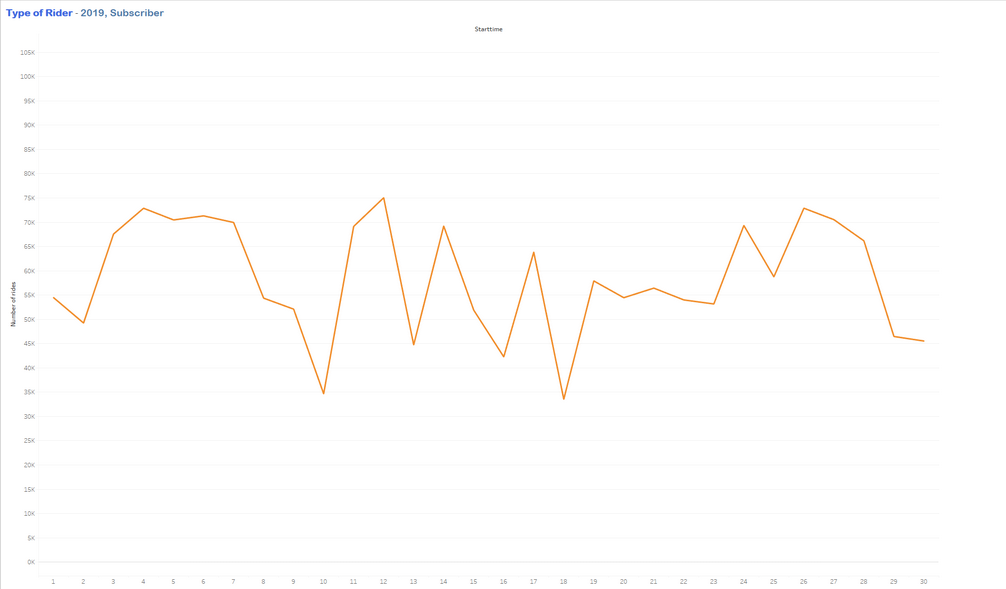 Type of Rider - 2019, Subscriber
Starttime
105K
100K
95K
90K
85K
80K
75K
70K
65K
60K
55K
50K
45K
40K
35K
30K
25K
20K
15K
10K
5K
0K
Number of rides
1 2 3 4 5 6 7 8 9 10 11 12 13 14 15 16 17 18 19 20 21 22 23 24 25 26 27 28 29 30